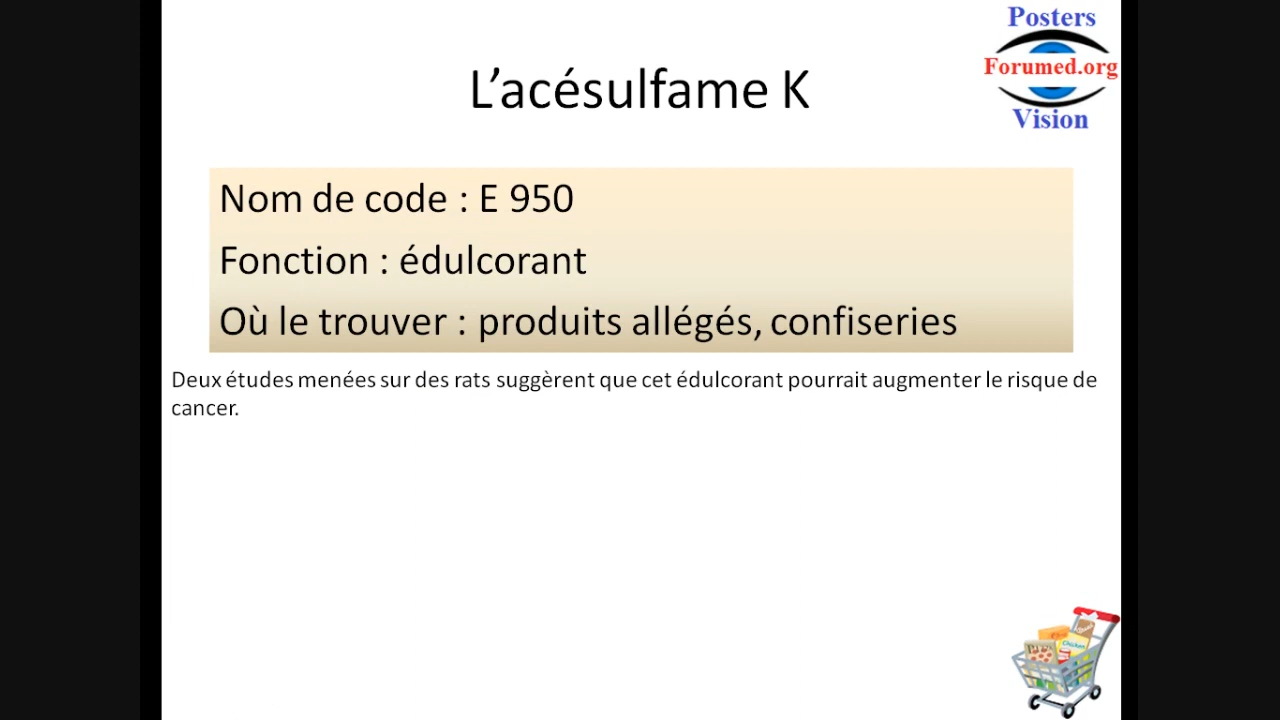 Posters
Forumed.org
Vision
L’acésulfame K
Nom de code : E 950
Fonction : édulcorant
Où le trouver : produits allégés, confiseries
Deux études menées sur des rats suggèrent que cet édulcorant pourrait augmenter le risque de
cancer.
Chicken